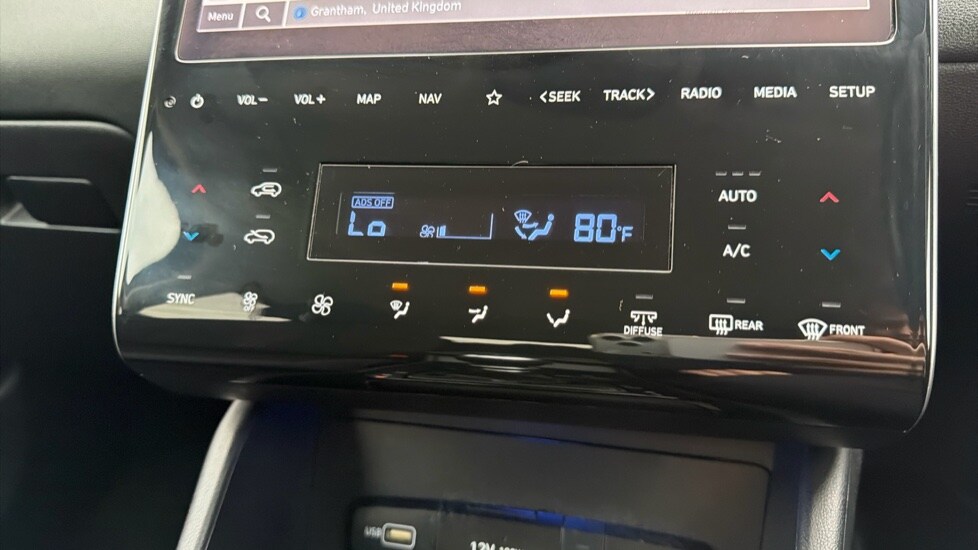 Menu Grantham, United Kingdom
VOL− VOL+ MAP NAV <SEEK TRACK> RADIO MEDIA SETUP
ADS OFF
AUTO
Lo 80°F
A/C
SYNC
DIFFUSE REAR FRONT
USB
12V